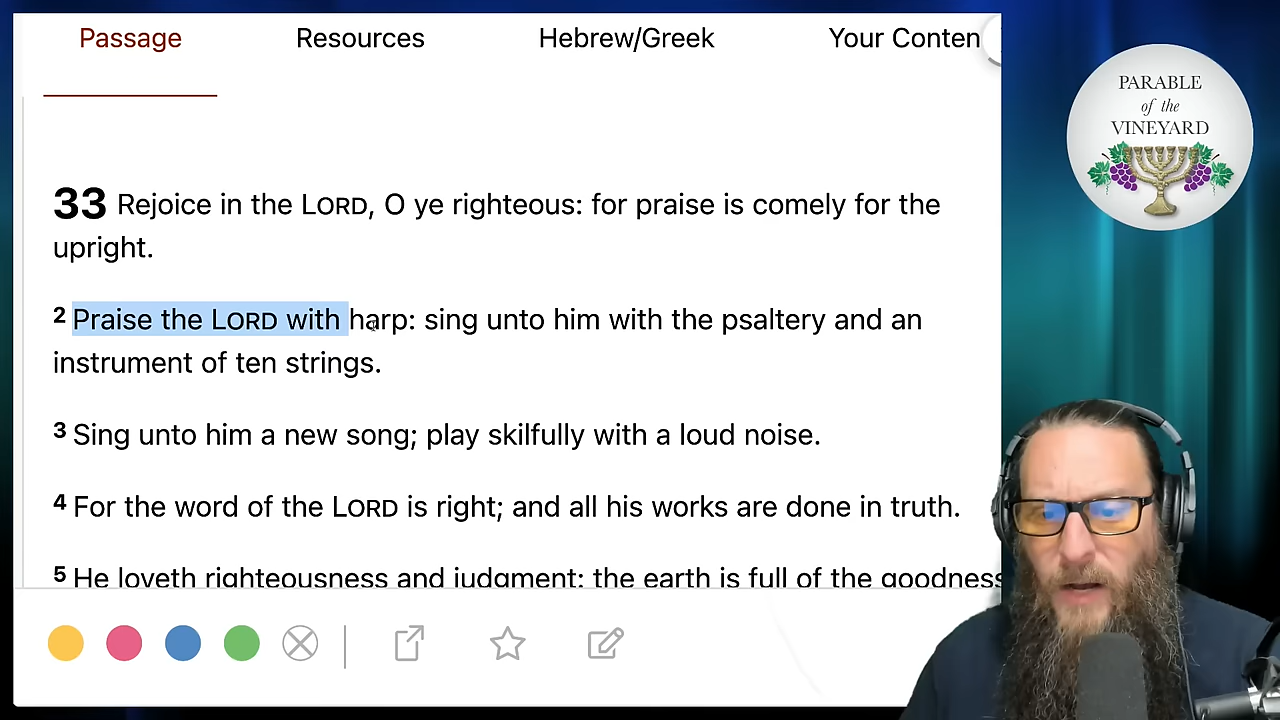 Passage
Resources
Hebrew/Greek
Your Conten
33 Rejoice in the LORD, O ye righteous: for praise is comely for the
upright.
2 Praise the LORD with harp: sing unto him with the psaltery and an
instrument of ten strings.
3 Sing unto him a new song; play skilfully with a loud noise.
4 For the word of the LORD is right; and all his works are done in truth.
5 He loveth righteousness and judgment: the earth is full of the goodness
PARABLE
of the
VINEYARD